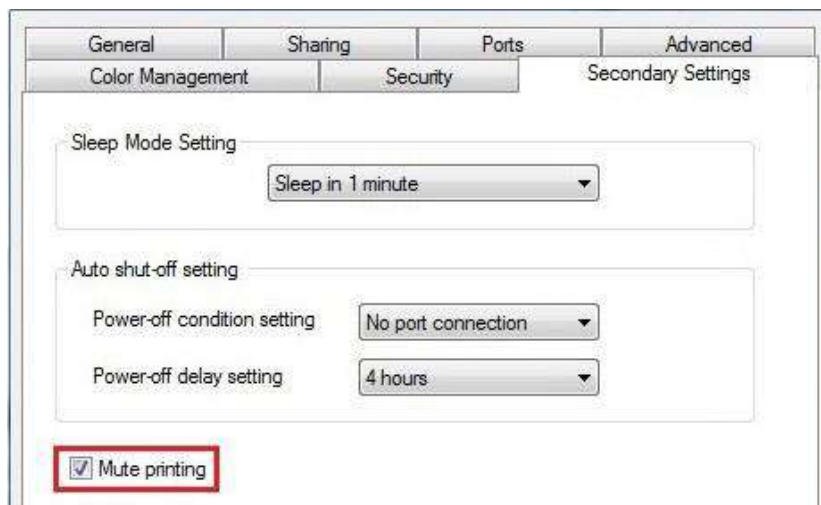 General Sharing Ports Advanced
Color Management Security Secondary Settings
Sleep Mode Setting
Sleep in 1 minute
Auto shut-off setting
Power-off condition setting No port connection
Power-off delay setting 4 hours
Mute printing